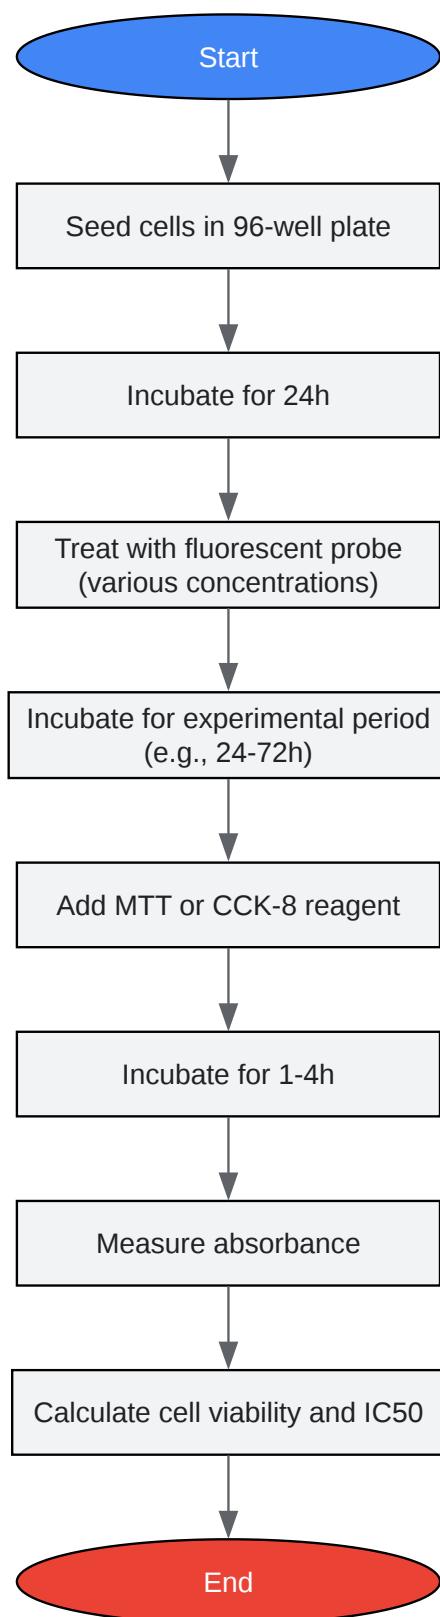 Start
Seed cells in 96-well plate
Incubate for 24h
Treat with fluorescent probe
(various concentrations)
Incubate for experimental period
(e.g., 24-72h)
Add MTT or CCK-8 reagent
Incubate for 1-4h
Measure absorbance
Calculate cell viability and IC50
End